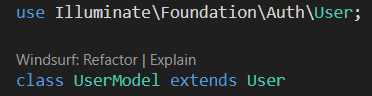 use Illuminate\Foundation\Auth\User;
Windsurf: Refactor | Explain
class UserModel extends User